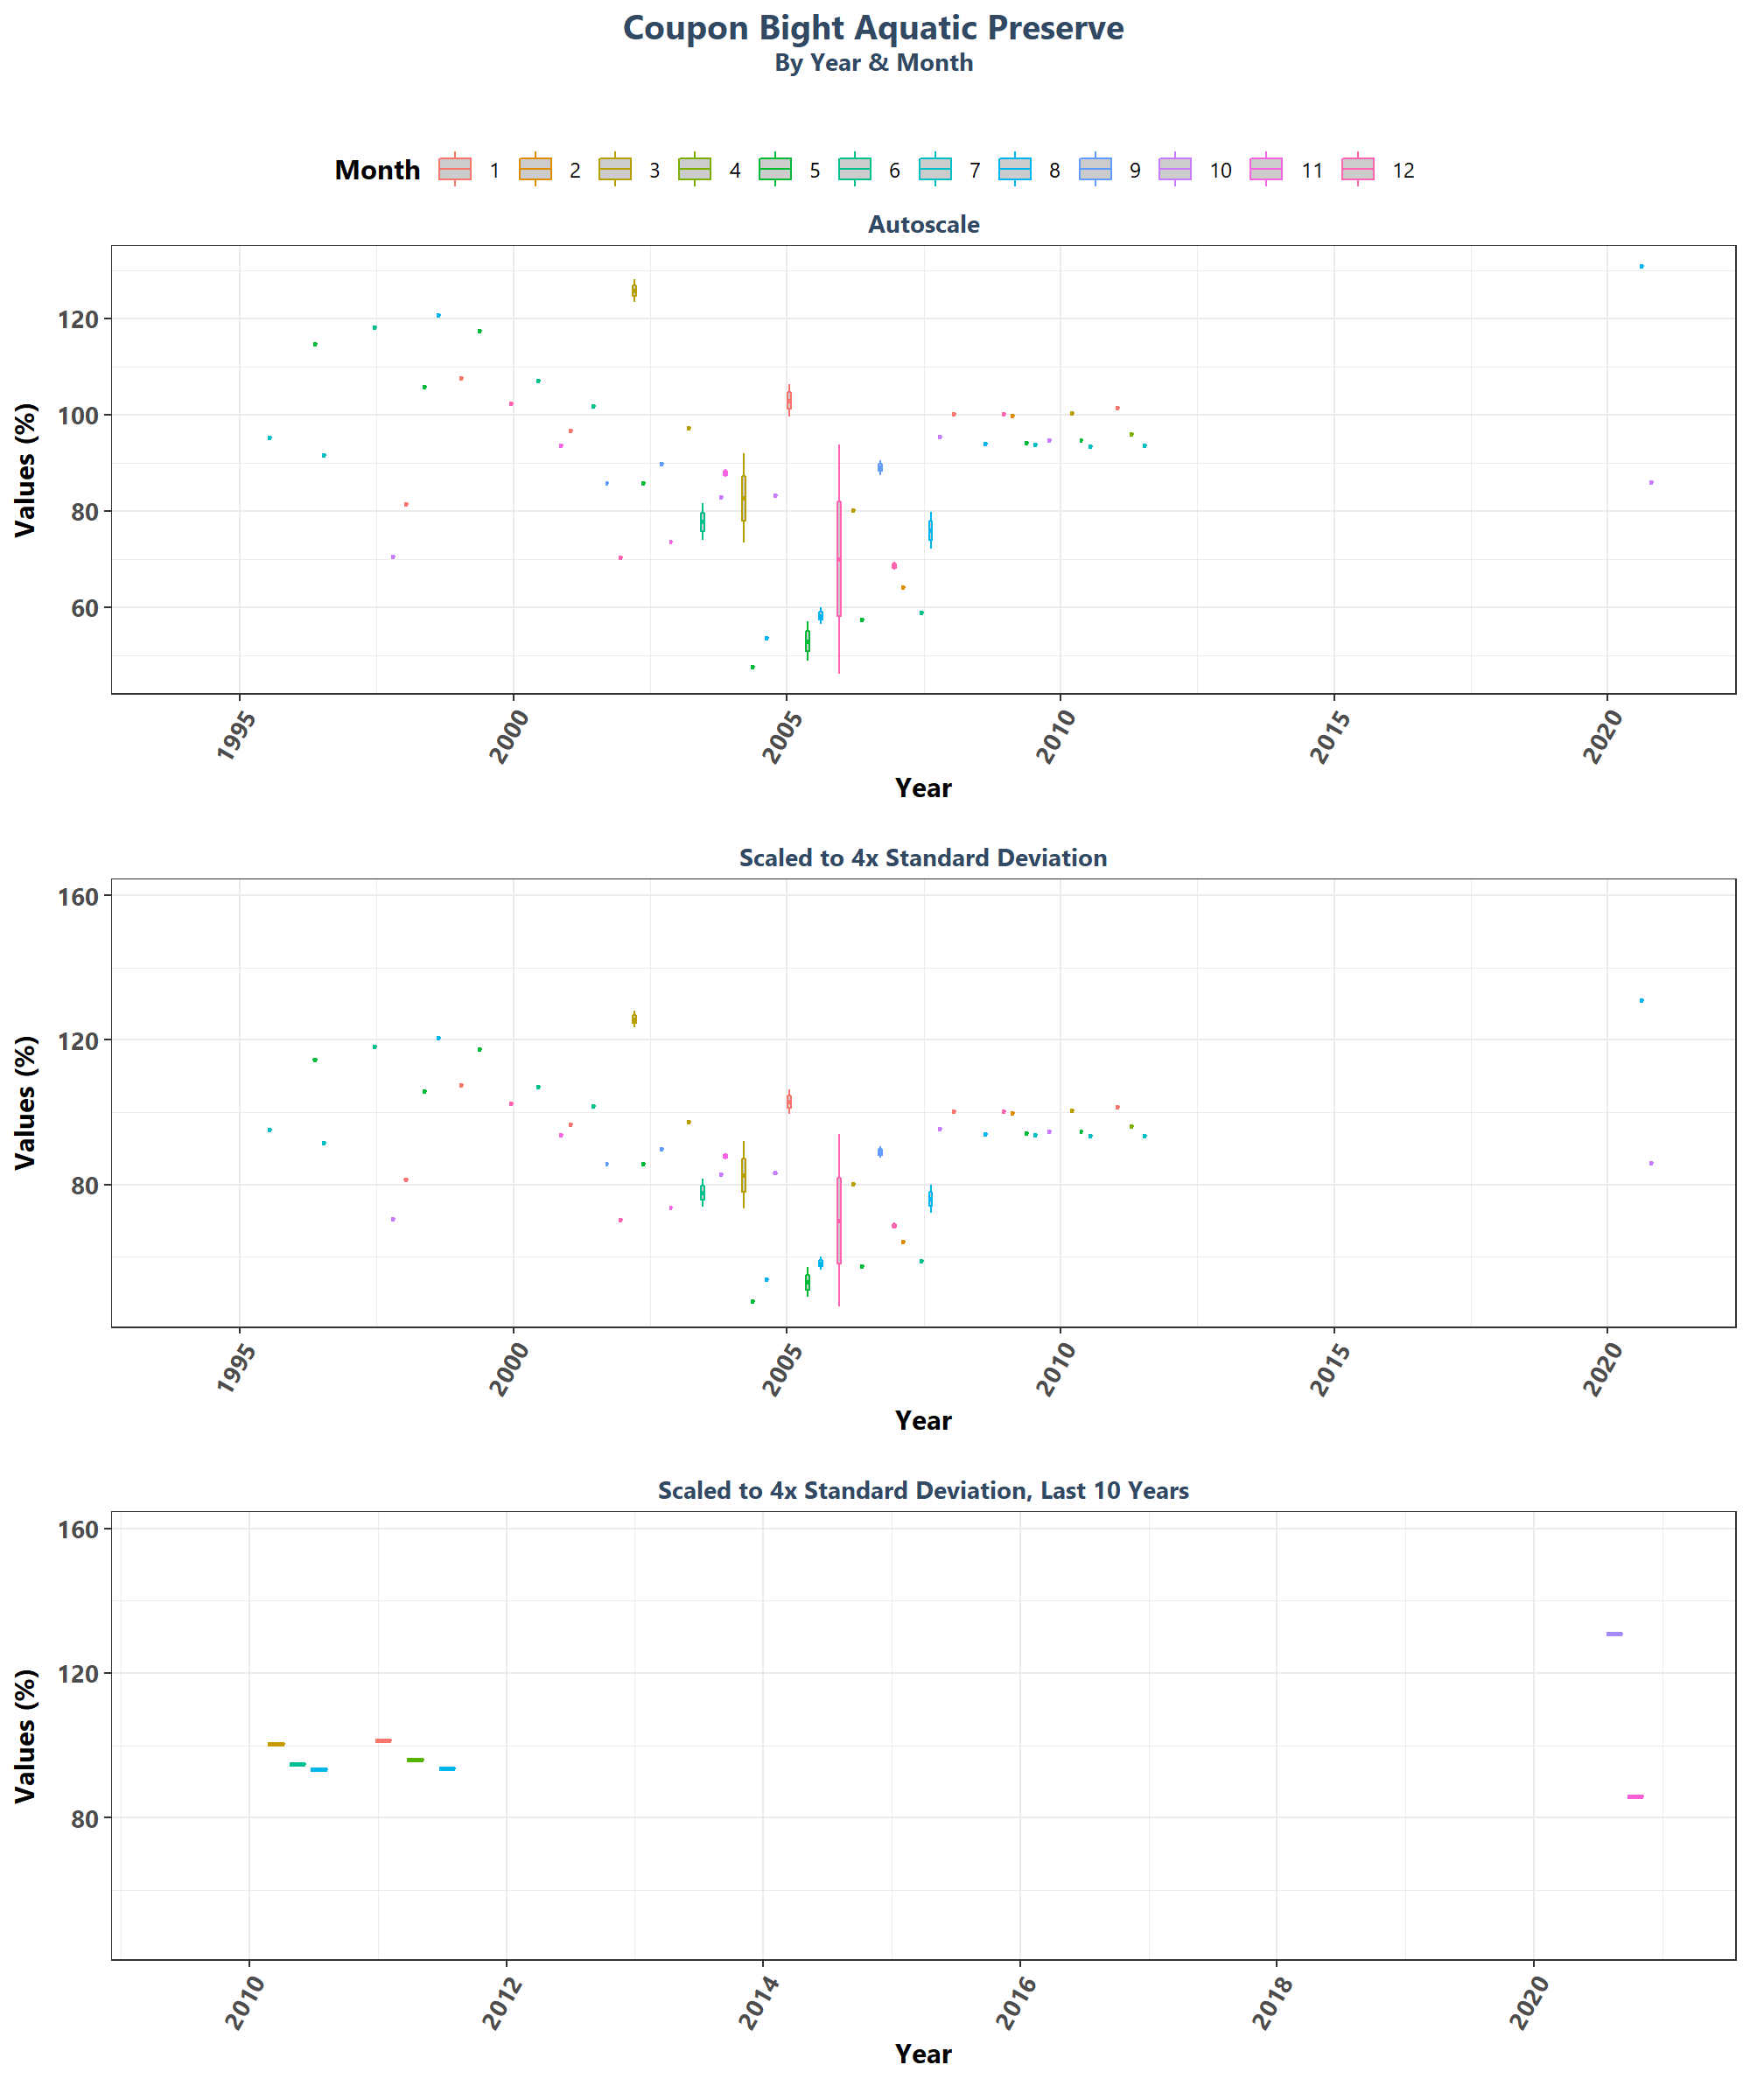 Coupon Bight Aquatic Preserve
By Year & Month
Month 1 2 3 4 5 6 7 8 9 10 11 12
Autoscale
Values (%)
120
100
80
60
1995 2000 2005 2010 2015 2020
Year
Scaled to 4x Standard Deviation
Values (%)
160
120
80
1995 2000 2005 2010 2015 2020
Year
Scaled to 4x Standard Deviation, Last 10 Years
Values (%)
160
120
80
2010 2012 2014 2016 2018 2020
Year